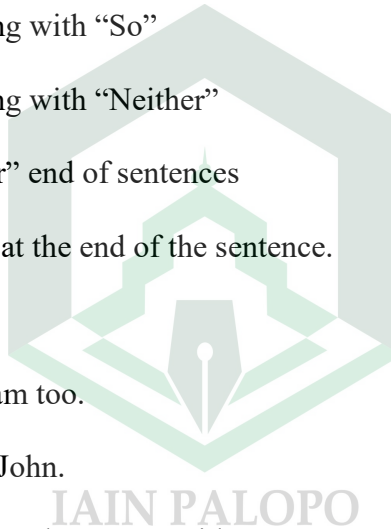 ng with “So”
ng with “Neither”
r” end of sentences
at the end of the sentence.
am too.
John.
IAIN PALOPO